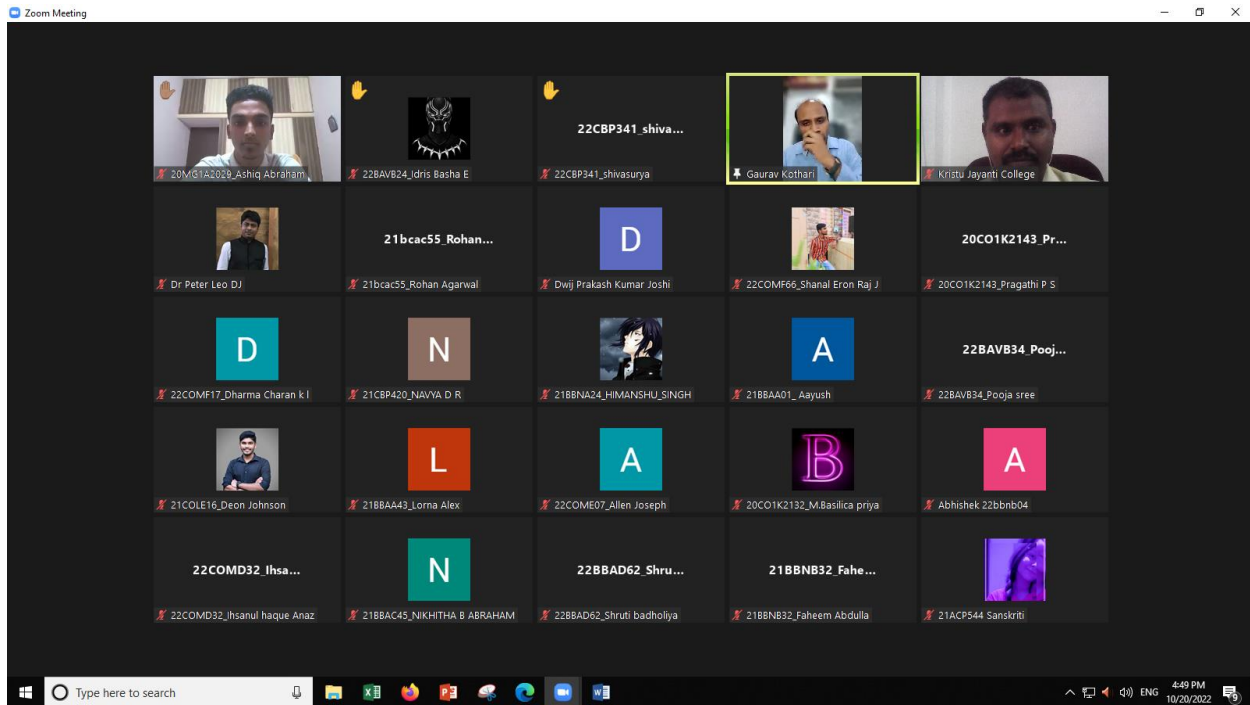 Zoom Meeting
22CBP341_shiva...
20MG1A2029_Ashiq Abraham
22BAVB24_Idris Basha E
22CBP341_shivasurya
Gaurav Kothari
Kristu Jayanti College
21bcac55_Rohan...
D
20CO1K2143_Pr...
Dr Peter Leo DJ
21bcac55_Rohan Agarwal
Dwij Prakash Kumar Joshi
22COMF66_Shanal Eron Raj J
20CO1K2143_Pragathi P S
D
N
A
22BAVB34_Pooj...
22COMF17_Dharma Charan k l
21CBP420_NAVYA D R
21BBNA24_HIMANSHU_SINGH
21BBAA01_ Aayush
22BAVB34_Pooja sree
L
A
B
A
21COLE16_Deon Johnson
21BBAA43_Lorna Alex
22COME07_Allen Joseph
20CO1K2132_M.Basilica priya
Abhishek 22bbnb04
22COMD32_Ihsa...
N
22BBAD62_Shru...
21BBNB32_Fahe...
22COMD32_Ihsanul haque Anaz
21BBAC45_NIKHITHA B ABRAHAM
22BBAD62_Shruti badholiya
21BBNB32_Faheem Abdulla
21ACP544 Sanskriti
Type here to search
ENG
4:49 PM
10/20/2022
9